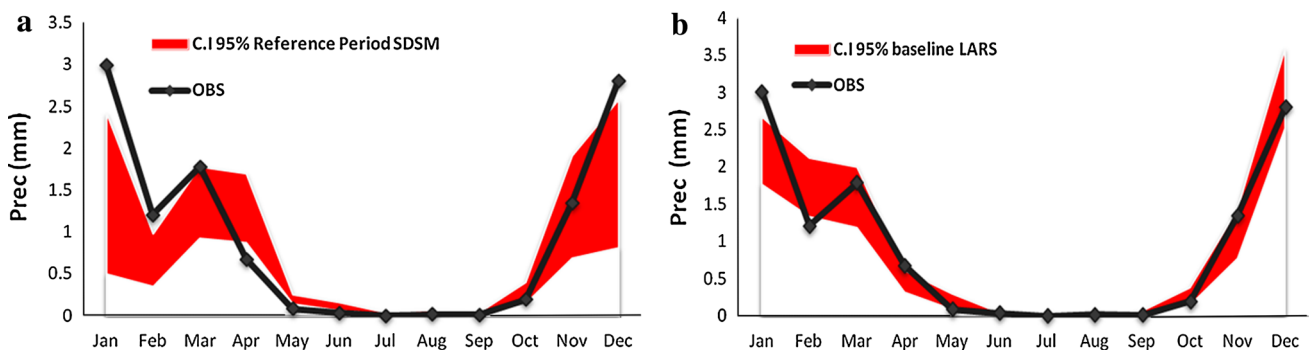 a
C.I 95% Reference Period SDSM
OBS
Prec (mm)
3.5
3
2.5
2
1.5
1
0.5
0
Jan Feb Mar Apr May Jun Jul Aug Sep Oct Nov Dec
b
C.I 95% baseline LARS
OBS
Prec (mm)
4
3.5
3
2.5
2
1.5
1
0.5
0
Jan Feb Mar Apr May Jun Jul Aug Sep Oct Nov Dec